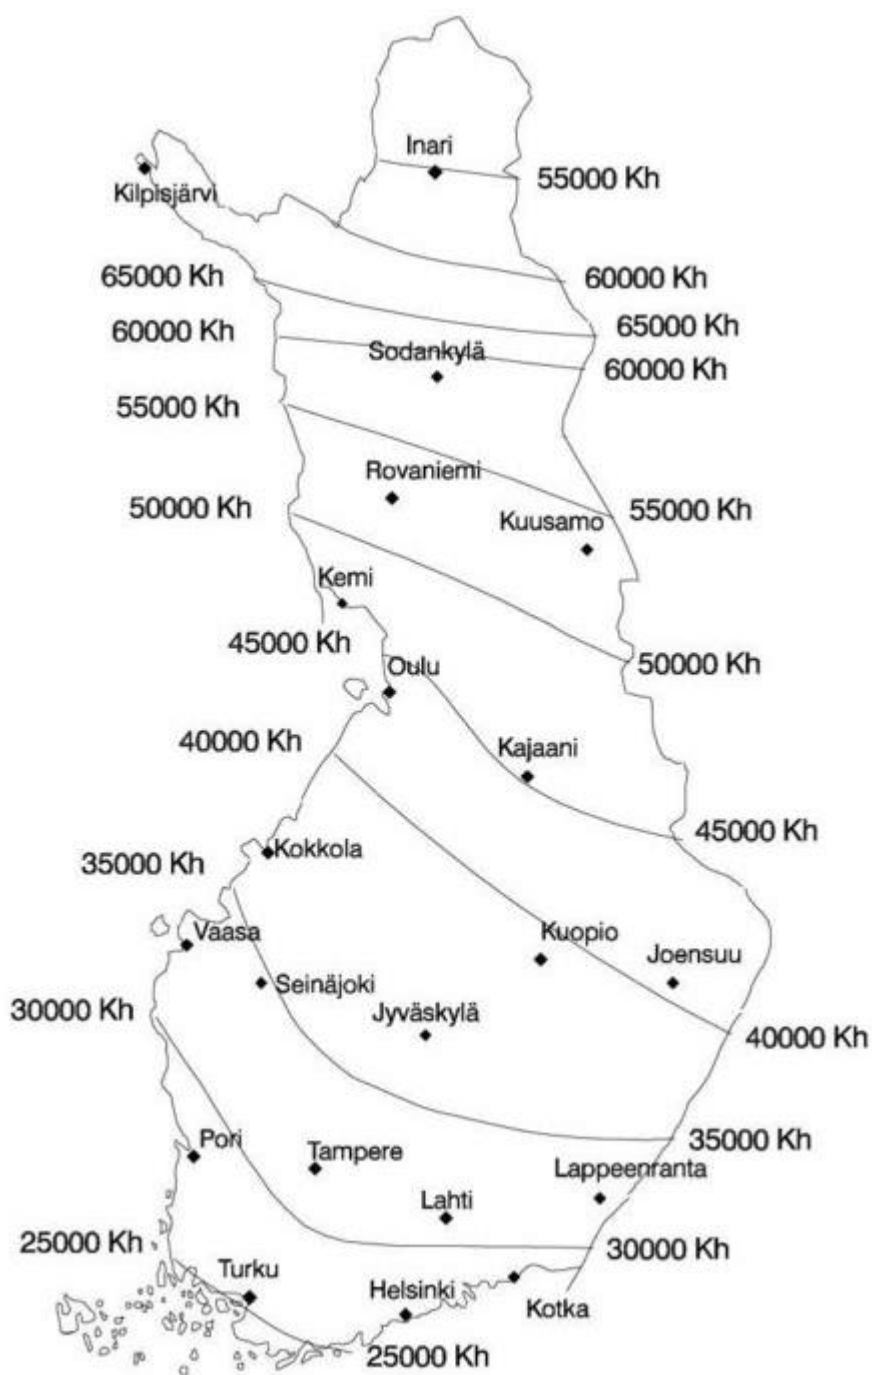 Inari
55000 Kh
Kilpisjärvi
65000 Kh
60000 Kh
60000 Kh
65000 Kh
Sodankylä
60000 Kh
55000 Kh
Rovaniemi
50000 Kh
55000 Kh
Kuusamo
Kemi
45000 Kh
Oulu
50000 Kh
40000 Kh
Kajaani
45000 Kh
Kokkola
35000 Kh
Vaasa
Kuopio
Joensuu
Seinäjoki
30000 Kh
Jyväskylä
40000 Kh
Pori
Tampere
35000 Kh
Lappeenranta
Lahti
25000 Kh
30000 Kh
Turku
Helsinki
Kotka
25000 Kh